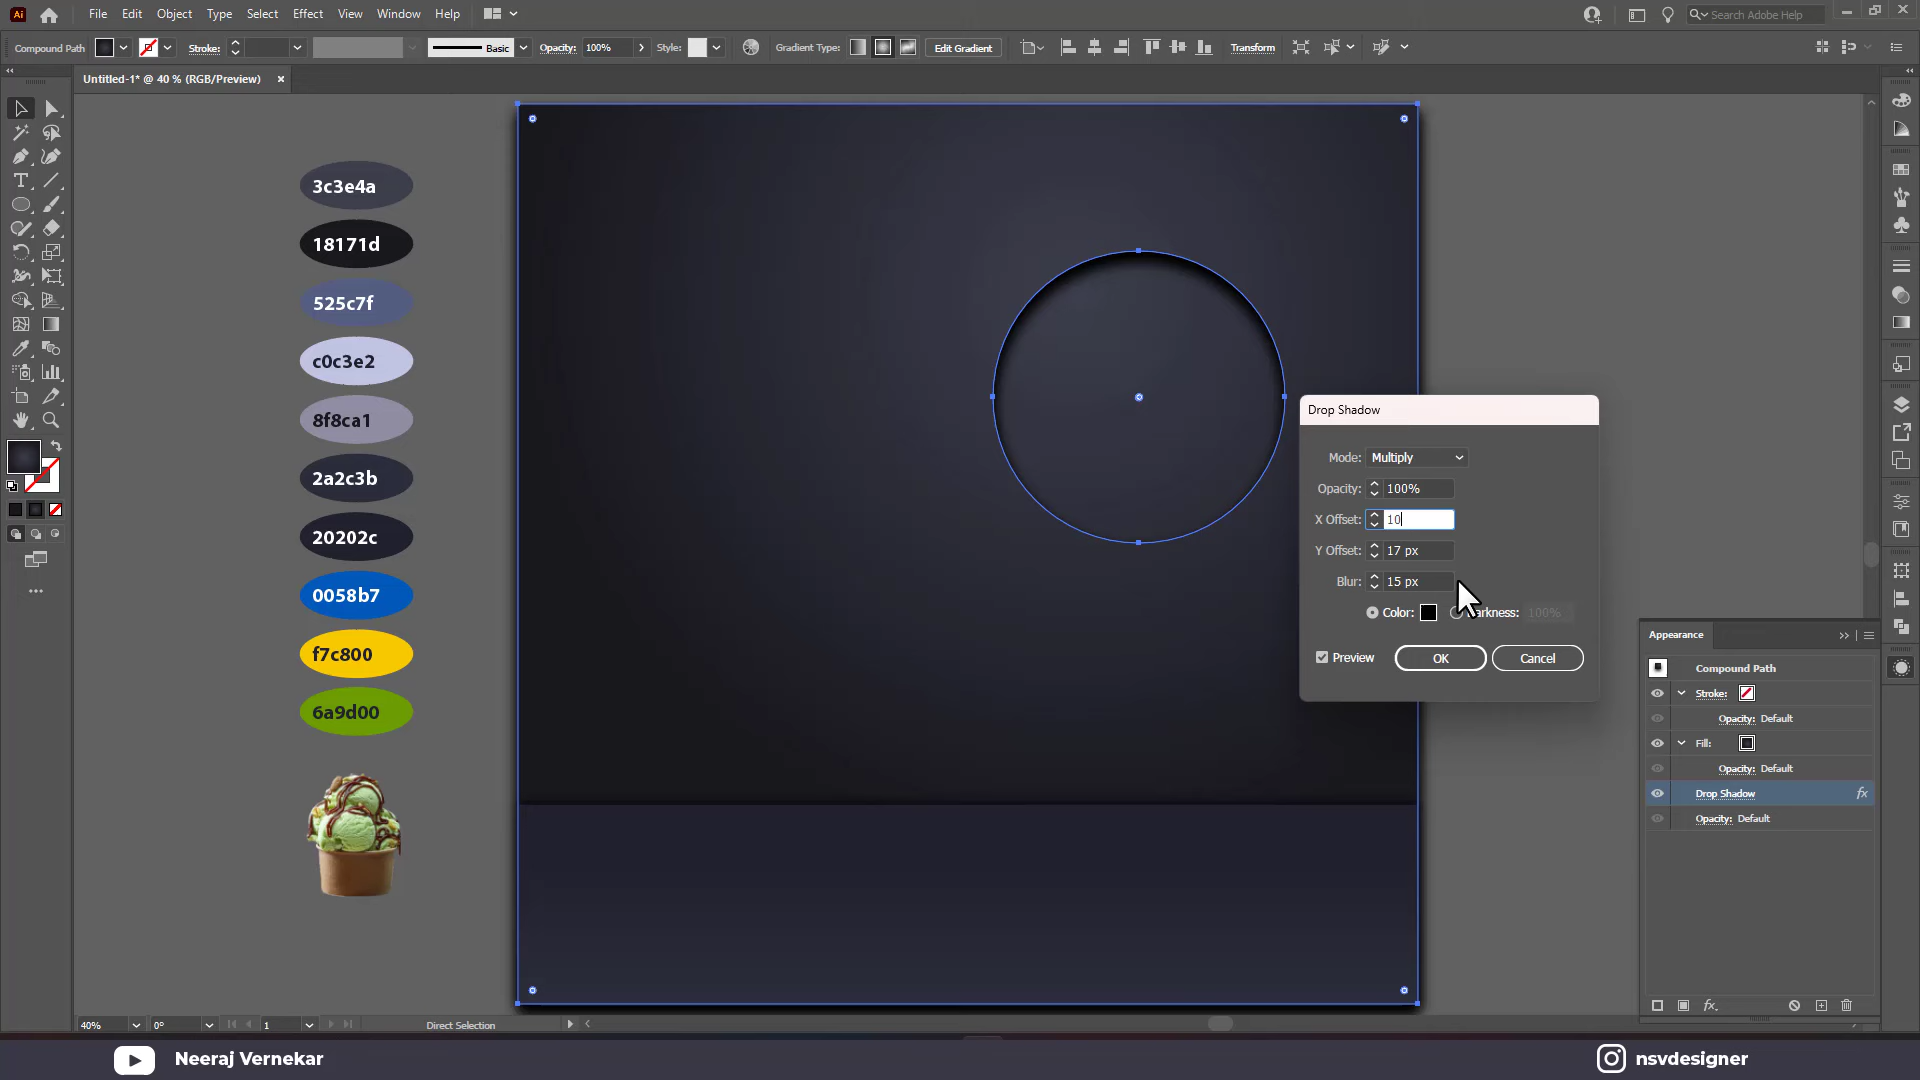 Ai File Edit Object Type Select Effect View Window Help Search Adobe Help
Compound Path Stroke: Basic Opacity: 100% Style: Gradient Type: Edit Gradient Transform
Untitled-1* @ 40 % (RGB/Preview) ×
3c3e4a
18171d
525c7f
c0c3e2
8f8ca1
2a2c3b
20202c
0058b7
f7c800
6a9d00
Drop Shadow
Mode: Multiply
Opacity: 100%
X Offset: 10
Y Offset: 17 px
Blur: 15 px
Color: Darkness: 100%
Preview OK Cancel
Appearance
Compound Path
Stroke:
Opacity: Default
Fill:
Opacity: Default
Drop Shadow fx
Opacity: Default
fx
40% 0° 1 Direct Selection
Neeraj Vernekar nsvdesigner